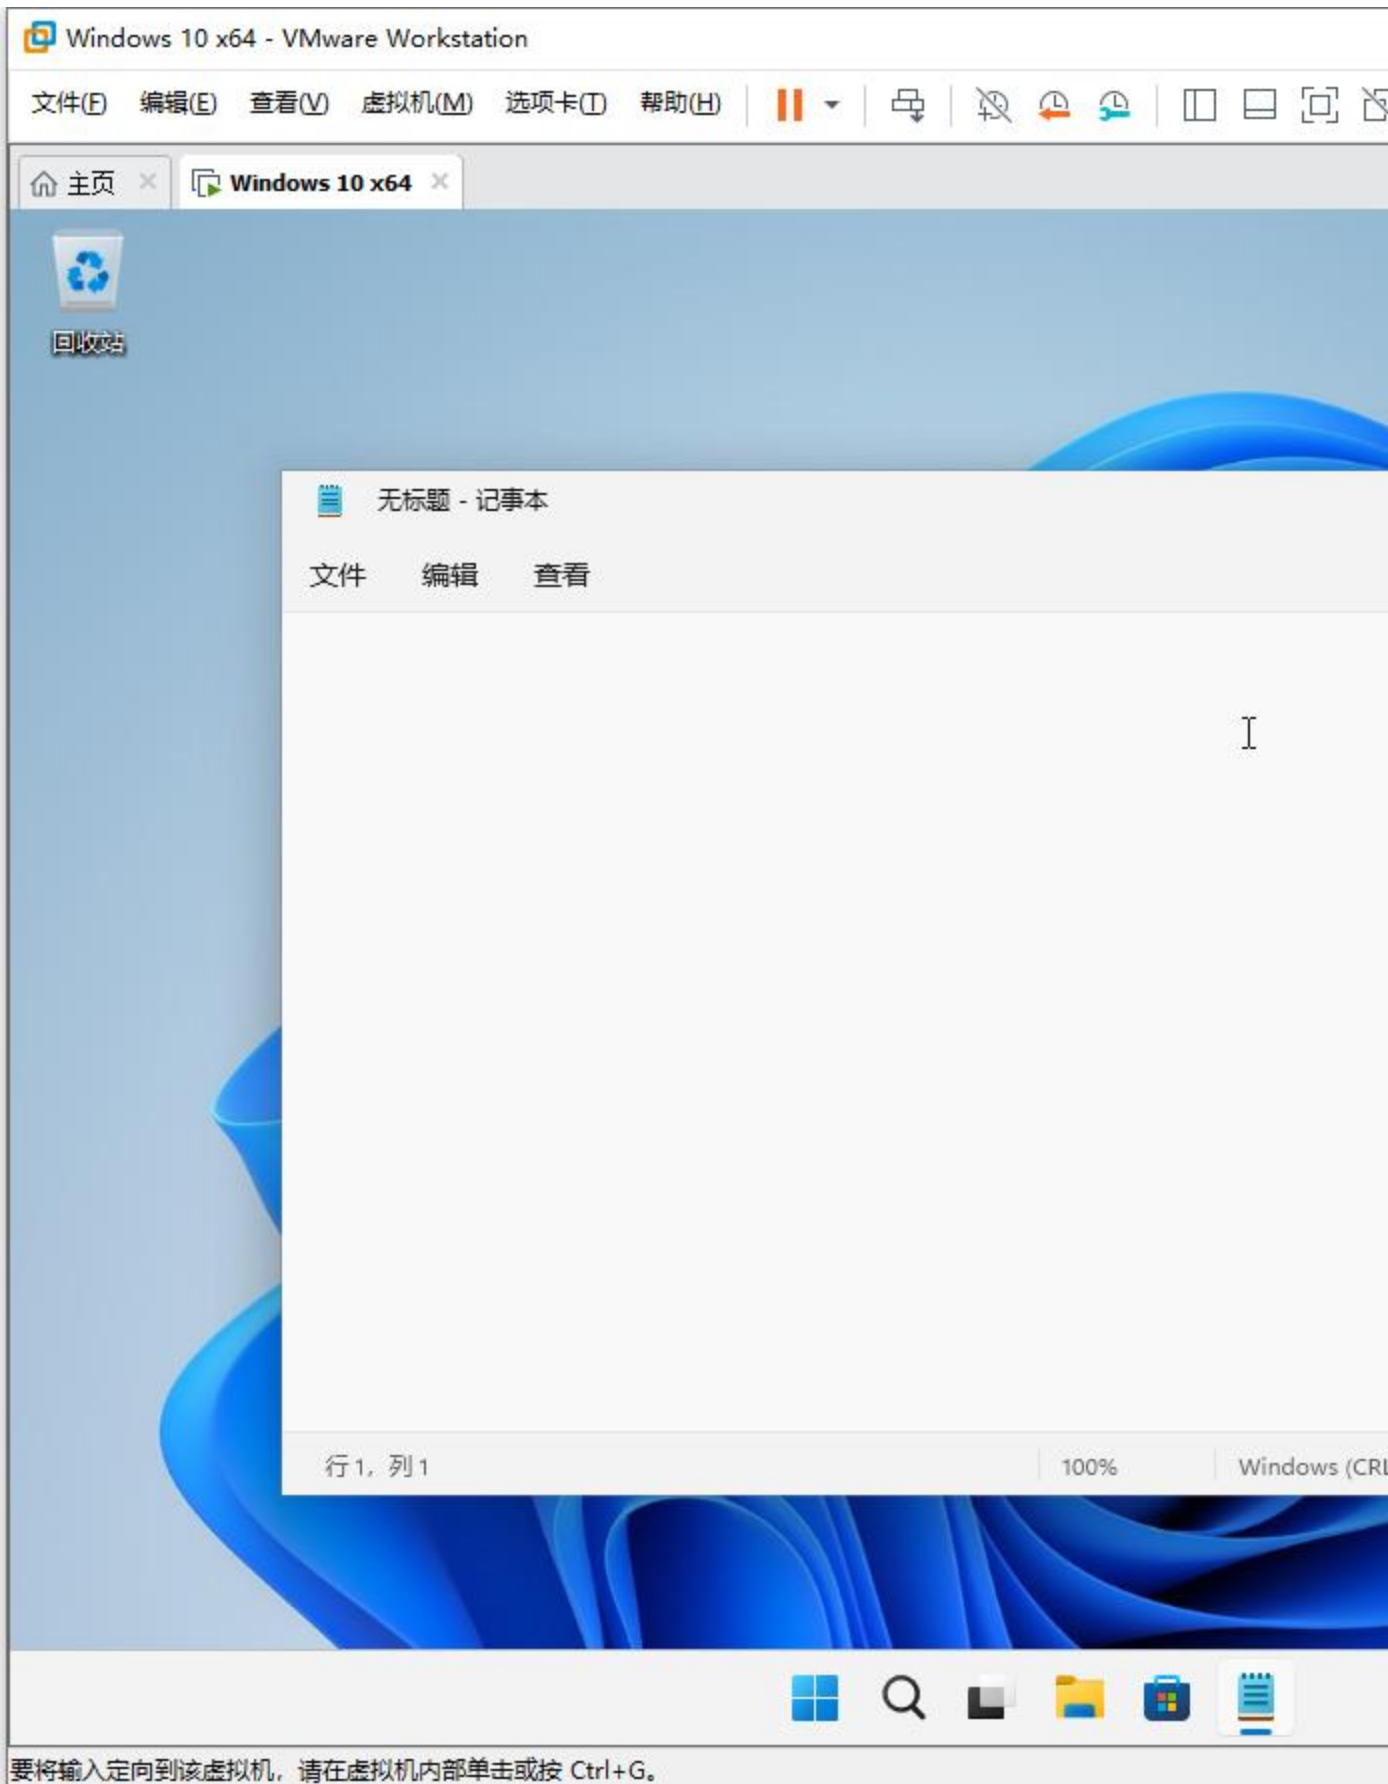 Windows 10 x64 - VMware Workstation
文件(F) 编辑(E) 查看(V) 虚拟机(M) 选项卡(T) 帮助(H)
主页 Windows 10 x64
回收站
无标题 - 记事本
文件 编辑 查看
行 1, 列 1 100% Windows (CRL
要将输入定向到该虚拟机，请在虚拟机内部单击或按 Ctrl+G。